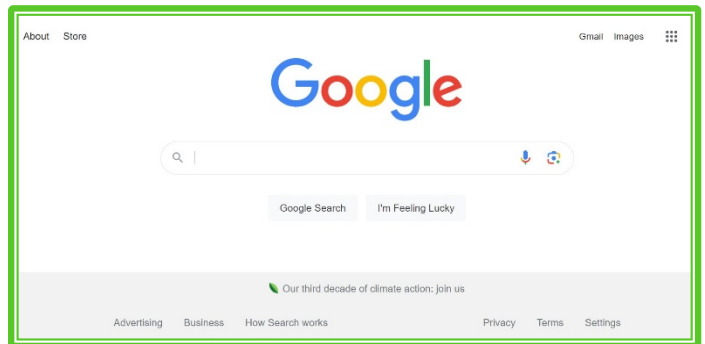 About Store Gmail Images
Google
Google Search I'm Feeling Lucky
Our third decade of climate action: join us
Advertising Business How Search works Privacy Terms Settings